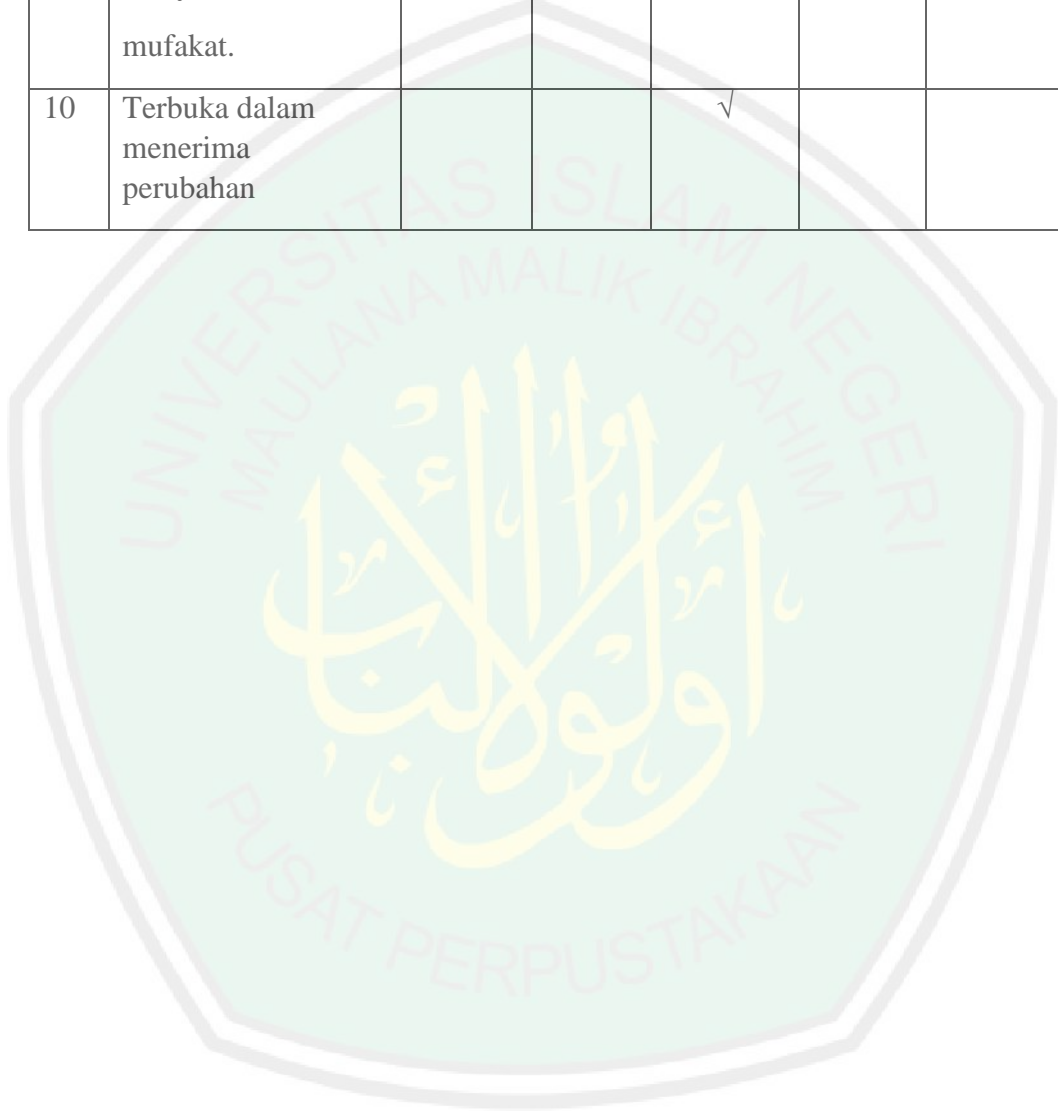 mufakat.
10 Terbuka dalam √
menerima
perubahan
UNIVERSITAS ISLAM NEGERI
MAULANA MALIK IBRAHIM
PUSAT PERPUSTAKAAN